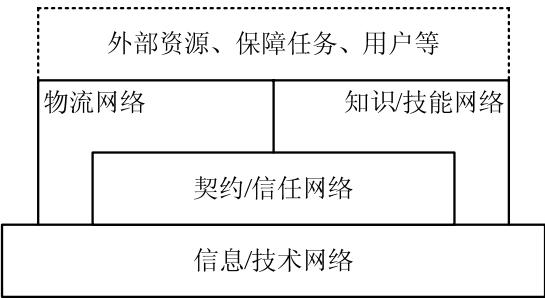 外部资源、保障任务、用户等
物流网络
知识/技能网络
契约/信任网络
信息/技术网络